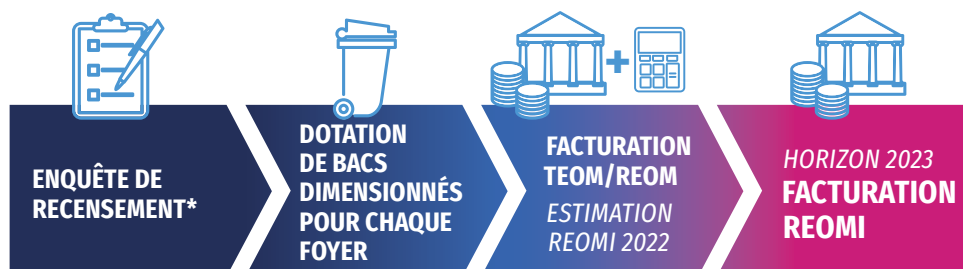 ENQUÊTE DE
RECENSEMENT*
DOTATION
DE BACS
DIMENSIONNÉS
POUR CHAQUE
FOYER
FACTURATION
TEOM/REOM
ESTIMATION
REOMI 2022
HORIZON 2023
FACTURATION
REOMI